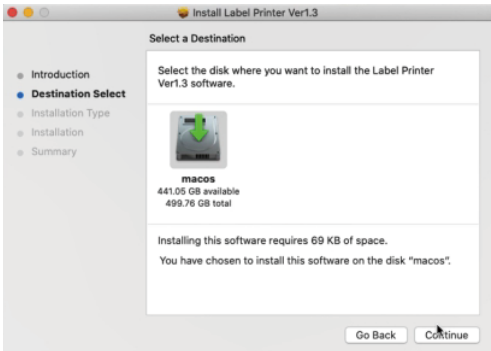 Install Label Printer Ver1.3
Select a Destination
Introduction
Destination Select
Installation Type
Installation
Summary
Select the disk where you want to install the Label Printer
Ver1.3 software.
macos
441.05 GB available
499.76 GB total
Installing this software requires 69 KB of space.
You have chosen to install this software on the disk “macos”.
Go Back
Continue